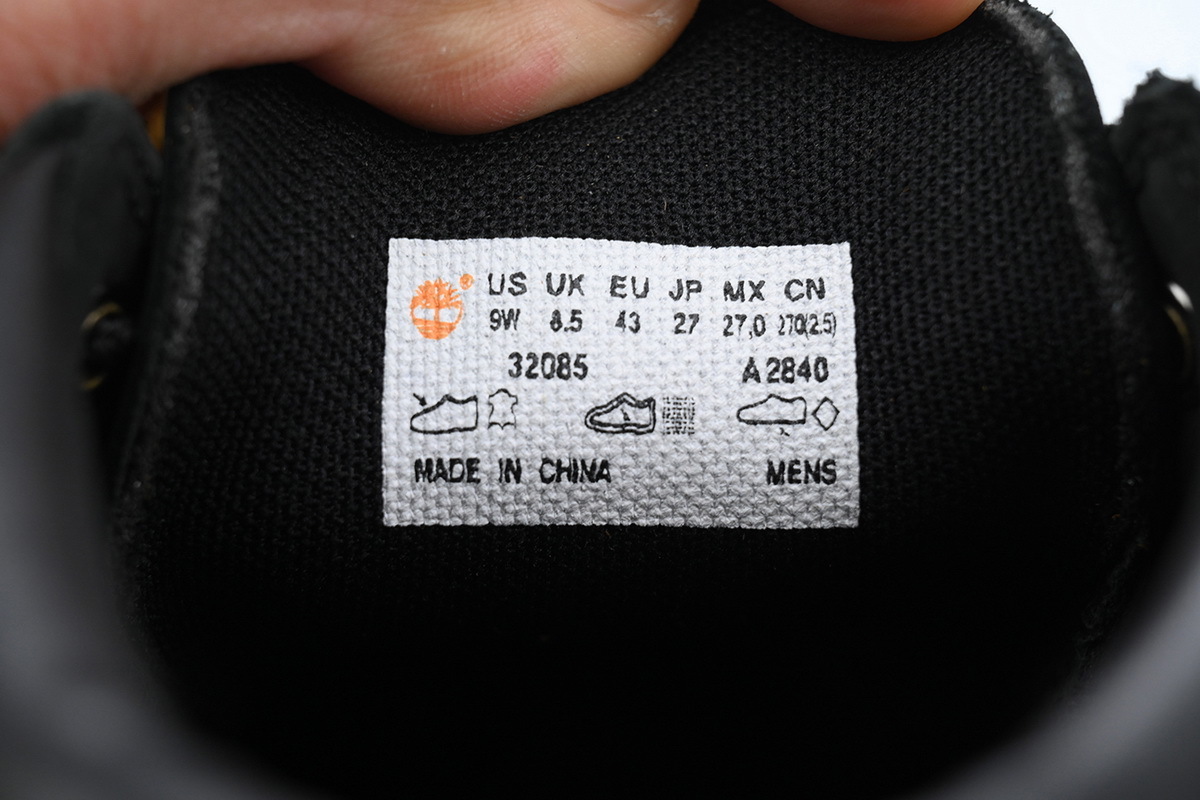 US UK EU JP MX CN
9W 8.5 43 27 27,0 270(2.5)
32085 A2840
MADE IN CHINA MENS